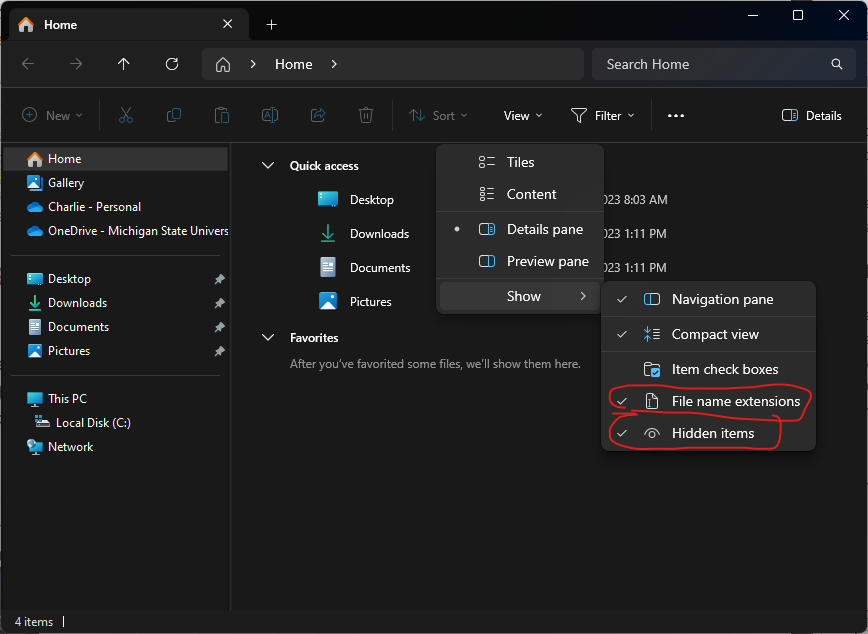 Home
Home
Search Home
New
Sort
View
Filter
Details
Home
Gallery
Charlie - Personal
OneDrive - Michigan State Univers
Desktop
Downloads
Documents
Pictures
This PC
Local Disk (C:)
Network
Quick access
Desktop
023 8:03 AM
Downloads
023 1:11 PM
Documents
023 1:11 PM
Pictures
Favorites
After you've favorited some files, we'll show them here.
Tiles
Content
Details pane
Preview pane
Show
Navigation pane
Compact view
Item check boxes
File name extensions
Hidden items
4 items